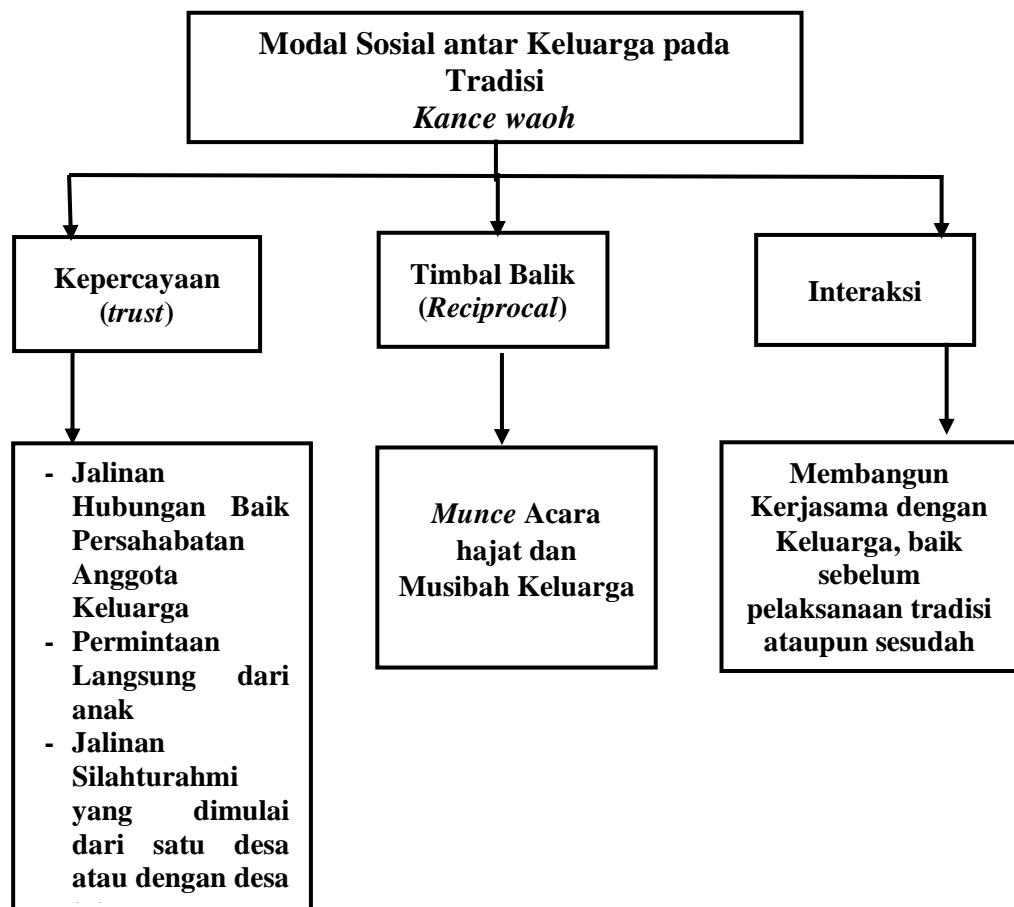 Modal Sosial antar Keluarga pada
Tradisi
Kance waoh
Kepercayaan
(trust)
Timbal Balik
(Reciprocal)
Interaksi
- Jalinan
Hubungan Baik
Persahabatan
Anggota
Keluarga
- Permintaan
Langsung dari
anak
- Jalinan
Silahturahmi
yang dimulai
dari satu desa
atau dengan desa
Munce Acara
hajat dan
Musibah Keluarga
Membangun
Kerjasama dengan
Keluarga, baik
sebelum
pelaksanaan tradisi
ataupun sesudah